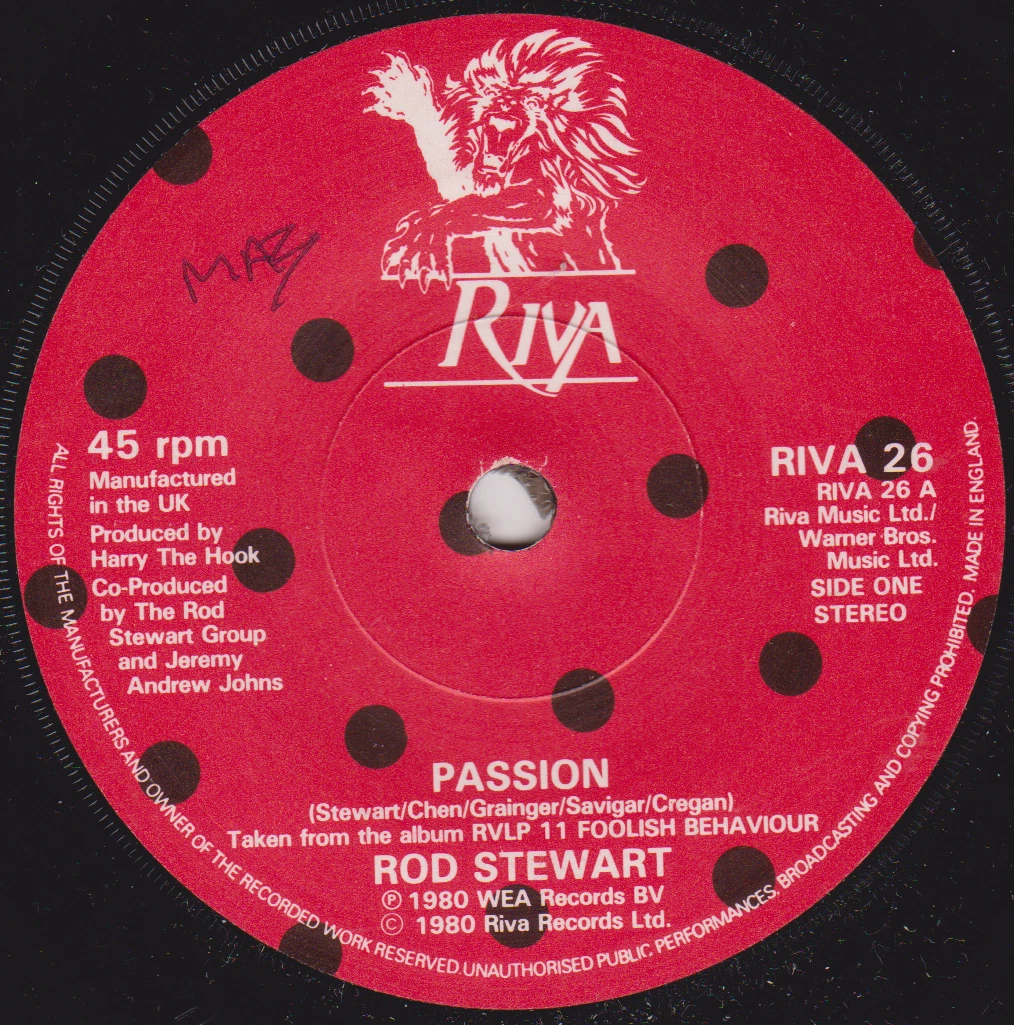 RIVA
MAZ
45 rpm
Manufactured
in the UK
Produced by
Harry The Hook
Co-Produced
by The Rod
Stewart Group
and Jeremy
Andrew Johns
RIVA 26
RIVA 26 A
Riva Music Ltd./
Warner Bros.
Music Ltd.
SIDE ONE
STEREO
PASSION
(Stewart/Chen/Grainger/Savigar/Cregan)
Taken from the album RVLP 11 FOOLISH BEHAVIOUR
ROD STEWART
℗ 1980 WEA Records BV
© 1980 Riva Records Ltd.
ALL RIGHTS OF THE MANUFACTURERS AND OWNER OF THE RECORDED WORK RESERVED. UNAUTHORISED PUBLIC PERFORMANCES, BROADCASTING AND COPYING PROHIBITED. MADE IN ENGLAND.